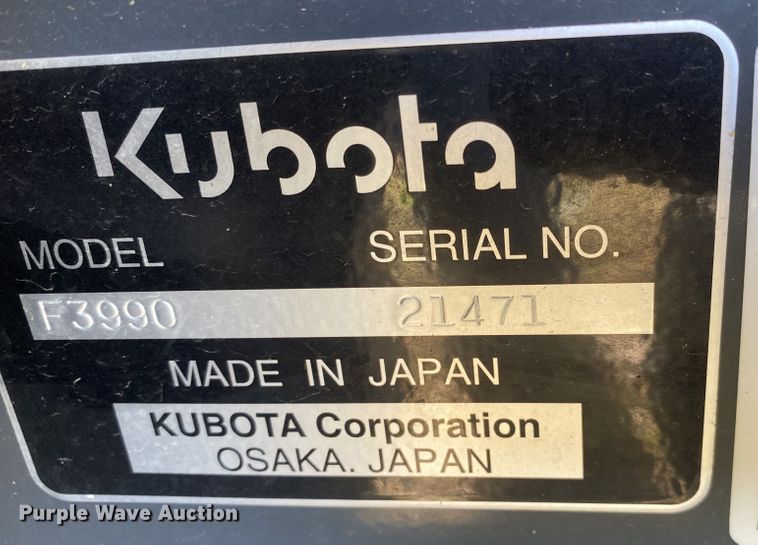 Kubota
MODEL SERIAL NO.
F3990 21471
MADE IN JAPAN
KUBOTA Corporation
OSAKA. JAPAN
Purple Wave Auction